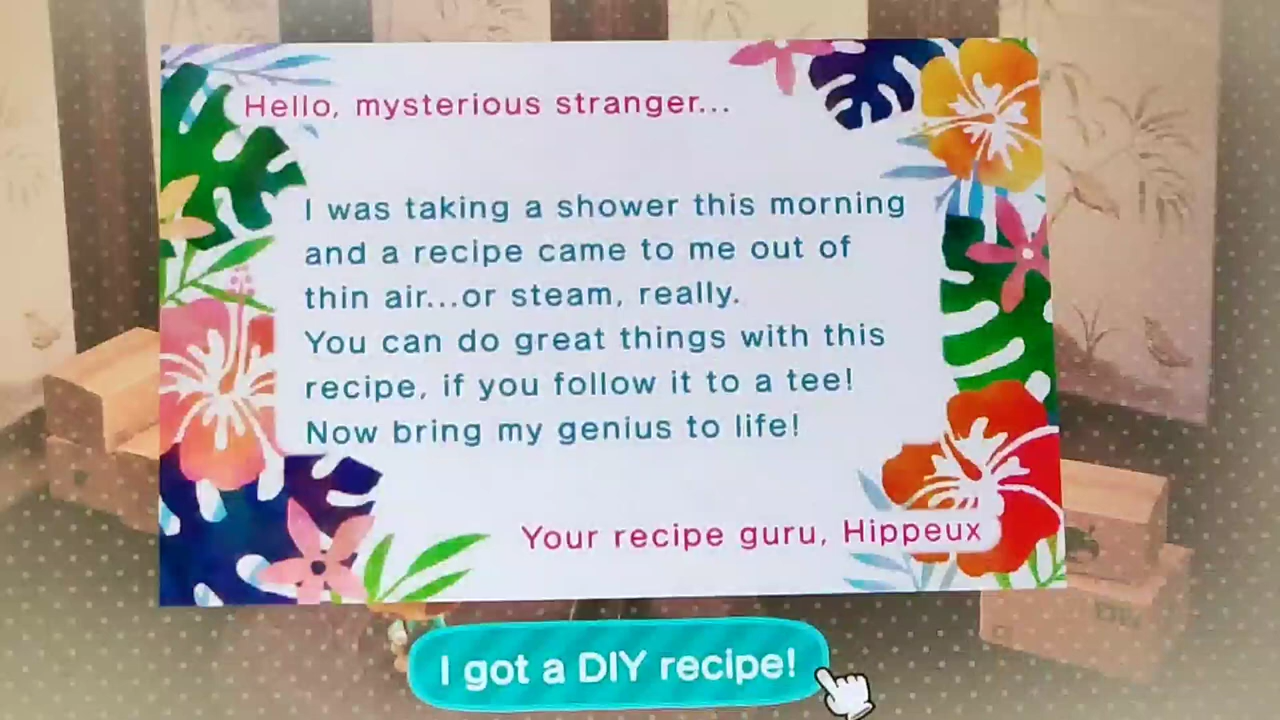 Hello, mysterious stranger...
I was taking a shower this morning
and a recipe came to me out of
thin air...or steam, really.
You can do great things with this
recipe, if you follow it to a tee!
Now bring my genius to life!
Your recipe guru, Hippeux
I got a DIY recipe!